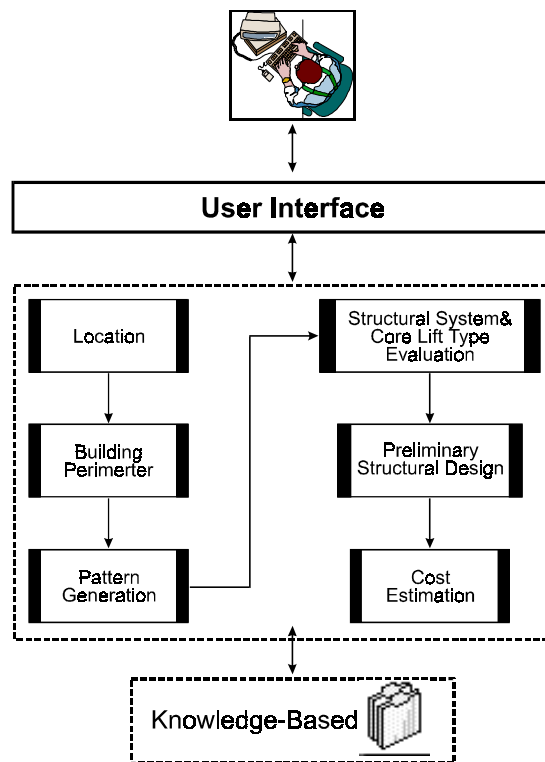 User Interface
Location
Building
Perimerter
Pattern
Generation
Structural System&
Core Lift Type
Evaluation
Preliminary
Structural Design
Cost
Estimation
Knowledge-Based